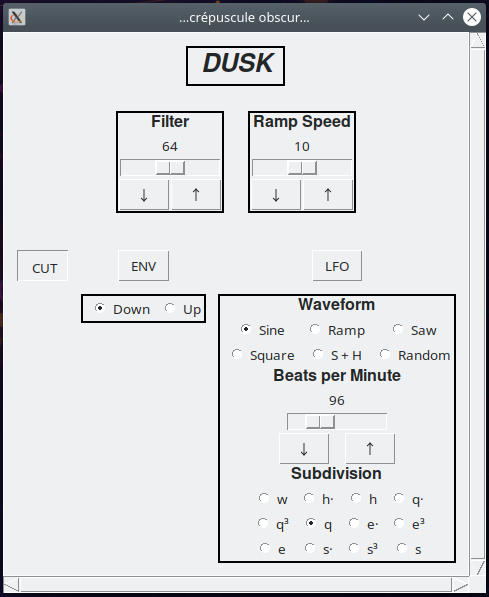 ...crépuscule obscur...
DUSK
Filter Ramp Speed
64 10
↓ ↑ ↓ ↑
CUT ENV LFO
Down Up
Waveform
Sine Ramp Saw
Square S + H Random
Beats per Minute
96
↓ ↑
Subdivision
w h· h q·
q³ q e· e³
e s· s³ s